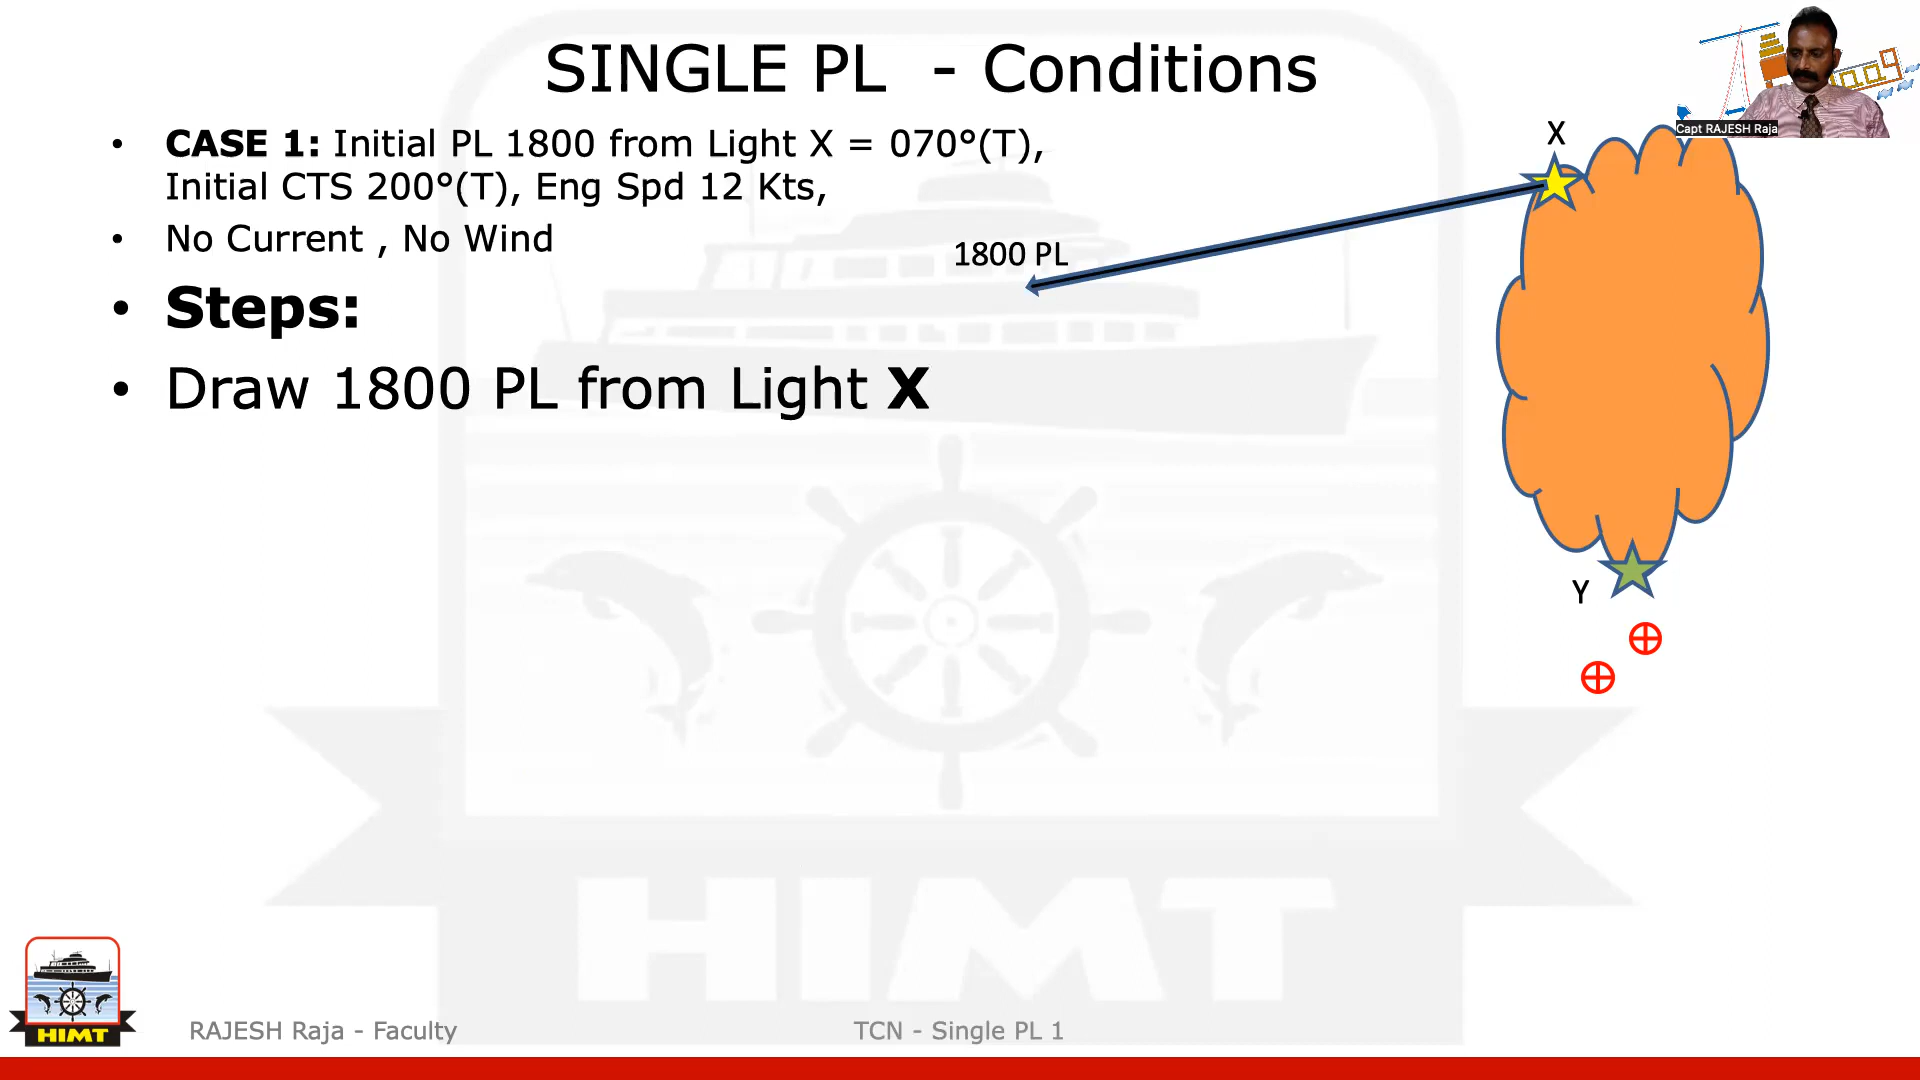 SINGLE PL - Conditions
• CASE 1: Initial PL 1800 from Light X = 070°(T),
Initial CTS 200°(T), Eng Spd 12 Kts,
• No Current , No Wind
• Steps:
• Draw 1800 PL from Light X
X
1800 PL
Y
Capt RAJESH Raja
HIMT
HIMT
RAJESH Raja - Faculty
TCN - Single PL 1